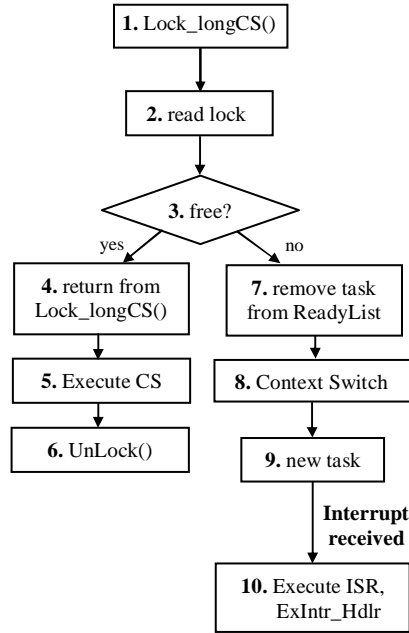 1. Lock_longCS()
2. read lock
3. free?
yes
no
4. return from
Lock_longCS()
7. remove task
from ReadyList
5. Execute CS
8. Context Switch
6. UnLock()
9. new task
Interrupt
received
10. Execute ISR,
ExIntr_Hdlr